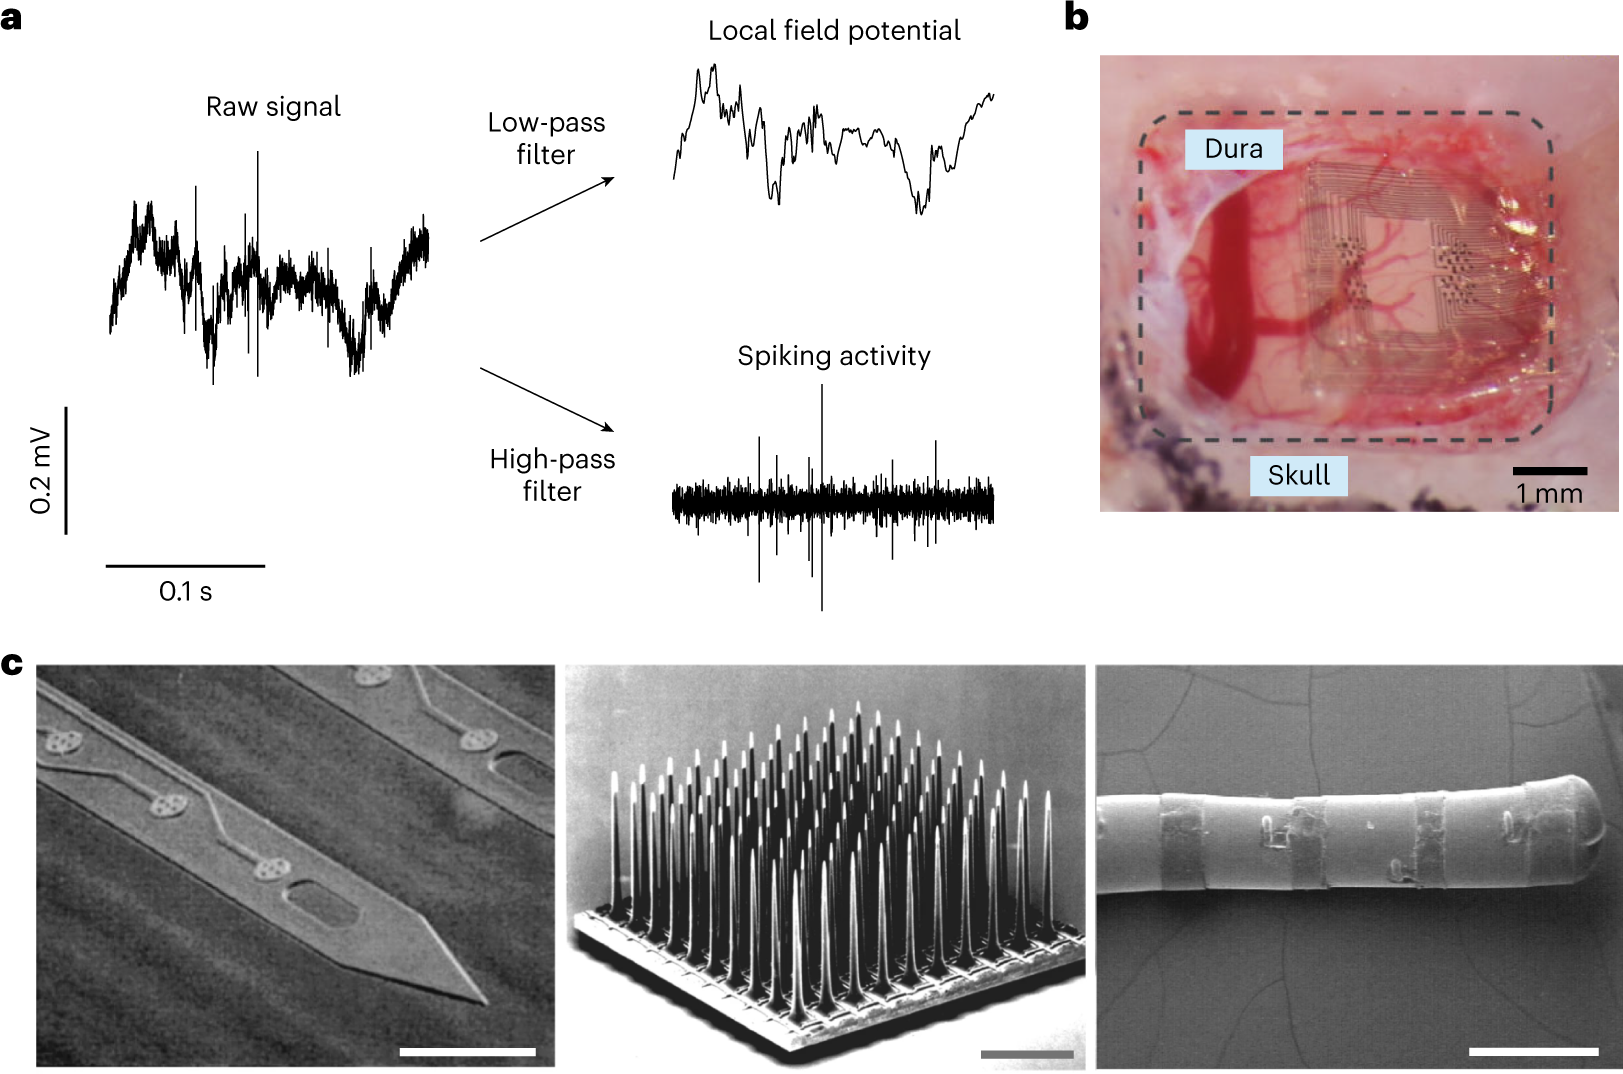 a
Raw signal
Low-pass
filter
Local field potential
High-pass
filter
Spiking activity
0.2 mV
0.1 s
b
Dura
Skull
1 mm
c